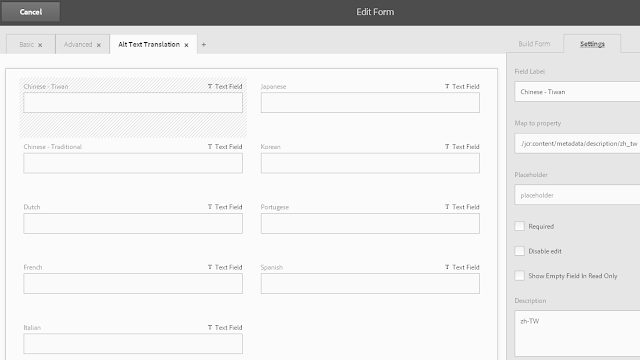 Cancel
Edit Form
Basic ×
Advanced ×
Alt Text Translation ×
+
Build Form
Settings
Chinese - Tiwan
T Text Field
Japanese
T Text Field
Chinese - Traditional
T Text Field
Korean
T Text Field
Dutch
T Text Field
Portugese
T Text Field
French
T Text Field
Spanish
T Text Field
Italian
T Text Field
Field Label
Chinese - Tiwan
Map to property
./jcr:content/metadata/description/zh_tw
Placeholder
placeholder
Required
Disable edit
Show Empty Field In Read Only
Description
zh-TW